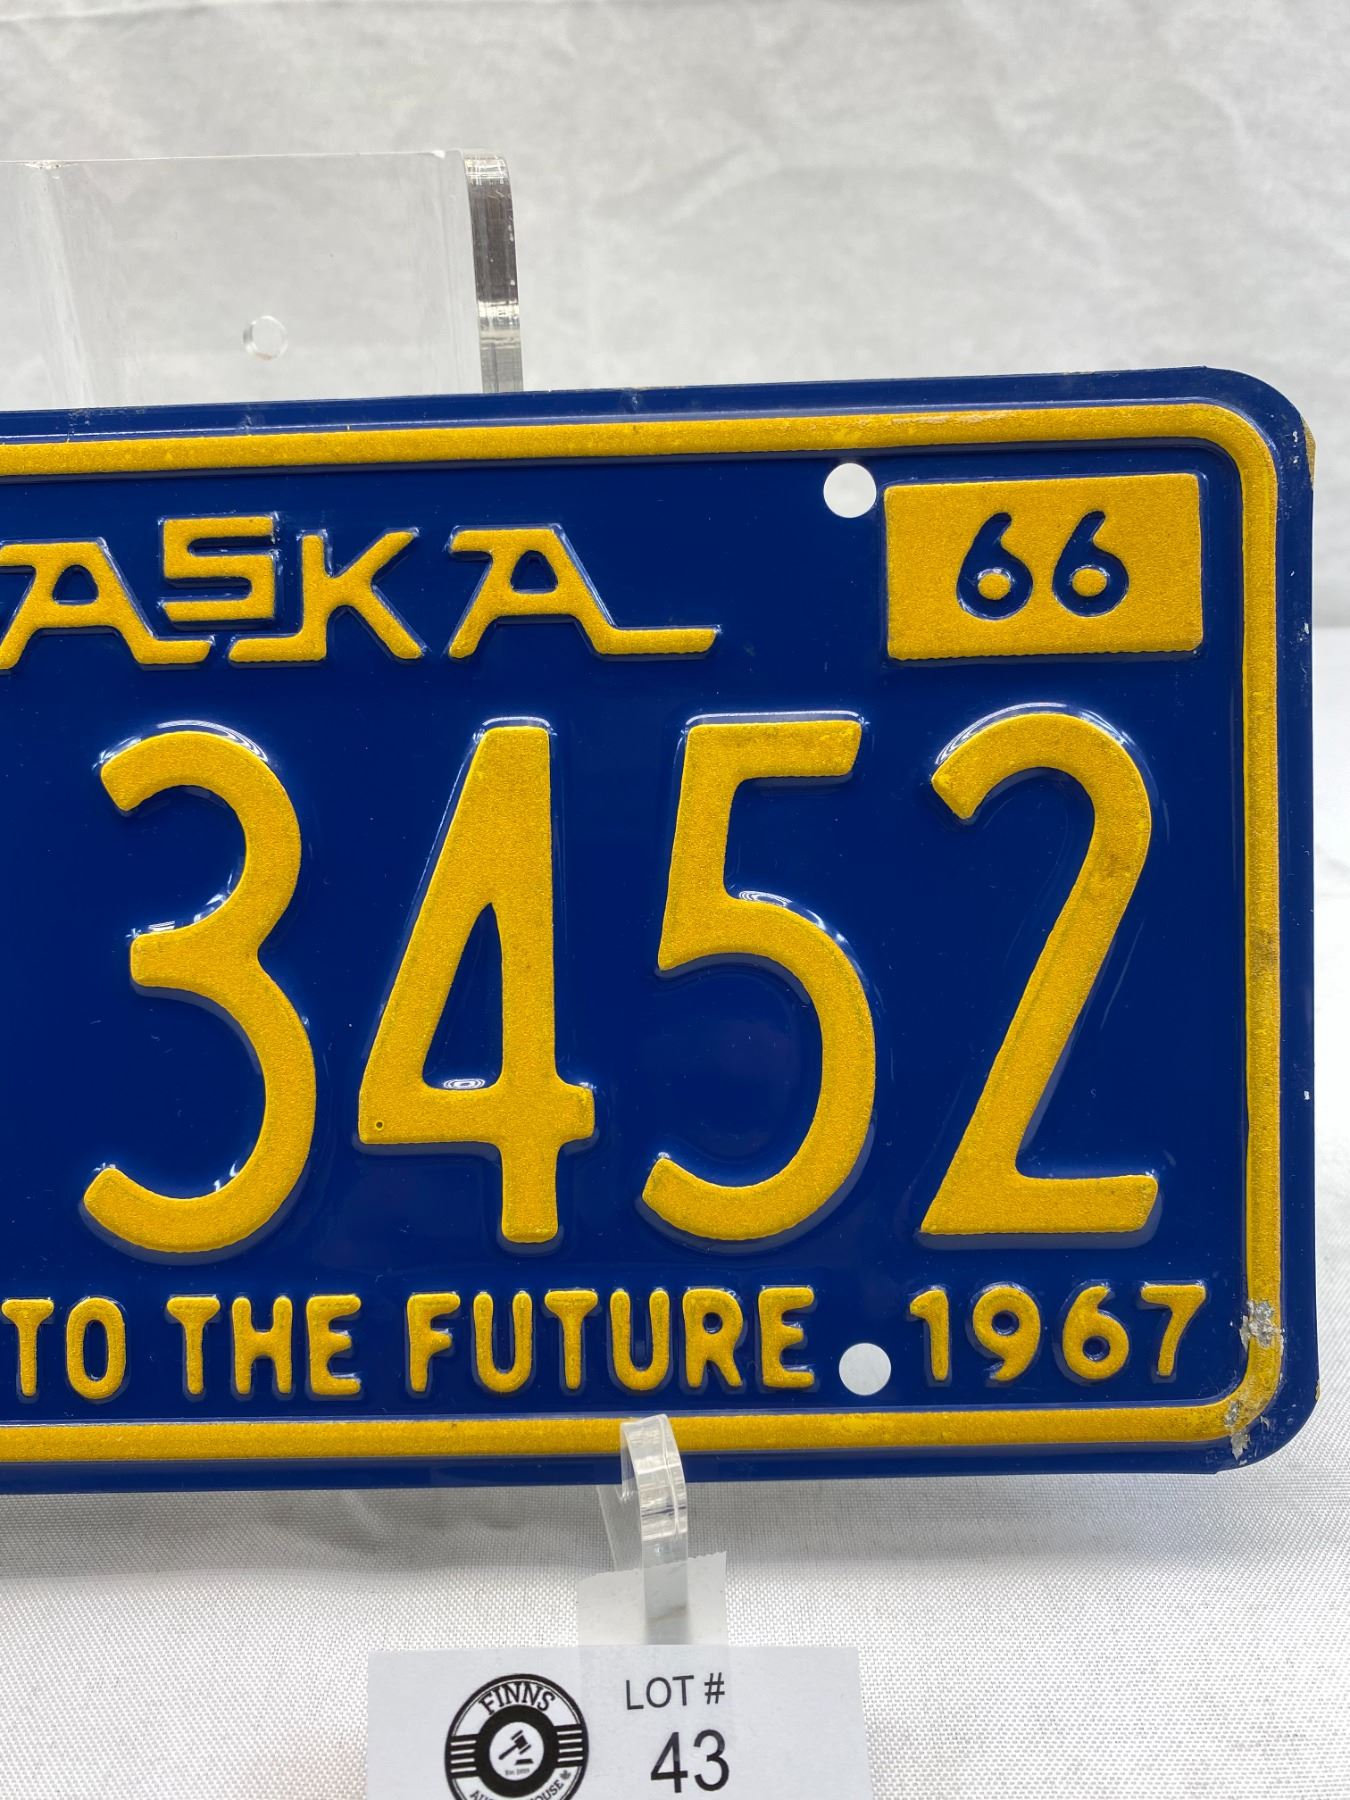 ASKA
66
3452
TO THE FUTURE 1967
FINNS
LOT #
43